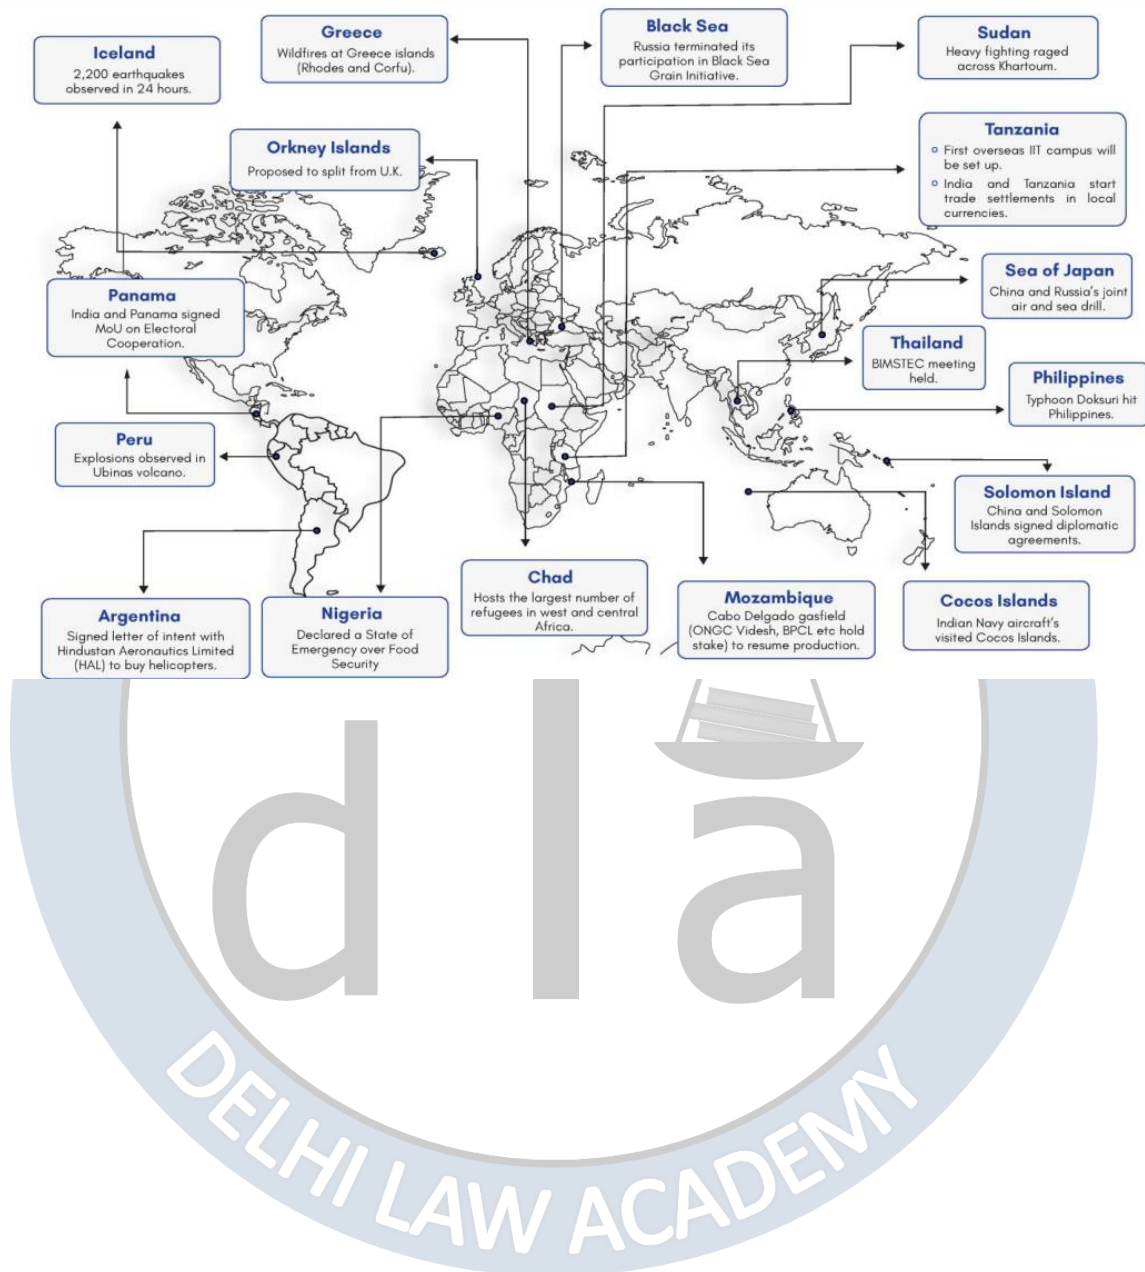 Iceland
2,200 earthquakes
observed in 24 hours.
Greece
Wildfires at Greece islands
(Rhodes and Corfu).
Black Sea
Russia terminated its
participation in Black Sea
Grain Initiative.
Sudan
Heavy fighting raged
across Khartoum.
Orkney Islands
Proposed to split from U.K.
Tanzania
First overseas IIT campus will
be set up.
India and Tanzania start
trade settlements in local
currencies.
Panama
India and Panama signed
MoU on Electoral
Cooperation.
Sea of Japan
China and Russia's joint
air and sea drill.
Thailand
BIMSTEC meeting
held.
Philippines
Typhoon Doksuri hit
Philippines.
Peru
Explosions observed in
Ubinas volcano.
Solomon Island
China and Solomon
Islands signed diplomatic
agreements.
Argentina
Signed letter of intent with
Hindustan Aeronautics Limited
(HAL) to buy helicopters.
Nigeria
Declared a State of
Emergency over Food
Security
Chad
Hosts the largest number of
refugees in west and central
Africa.
Mozambique
Cabo Delgado gasfield
(ONGC Videsh, BPCL etc hold
stake) to resume production.
Cocos Islands
Indian Navy aircraft's
visited Cocos Islands.
dla
DELHI LAW ACADEMY